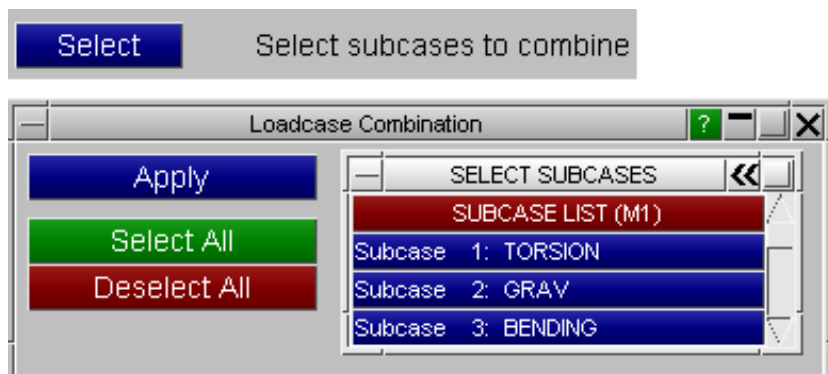 Select Select subcases to combine
Loadcase Combination ?
Apply
Select All
Deselect All
SELECT SUBCASES
SUBCASE LIST (M1)
Subcase 1: TORSION
Subcase 2: GRAV
Subcase 3: BENDING